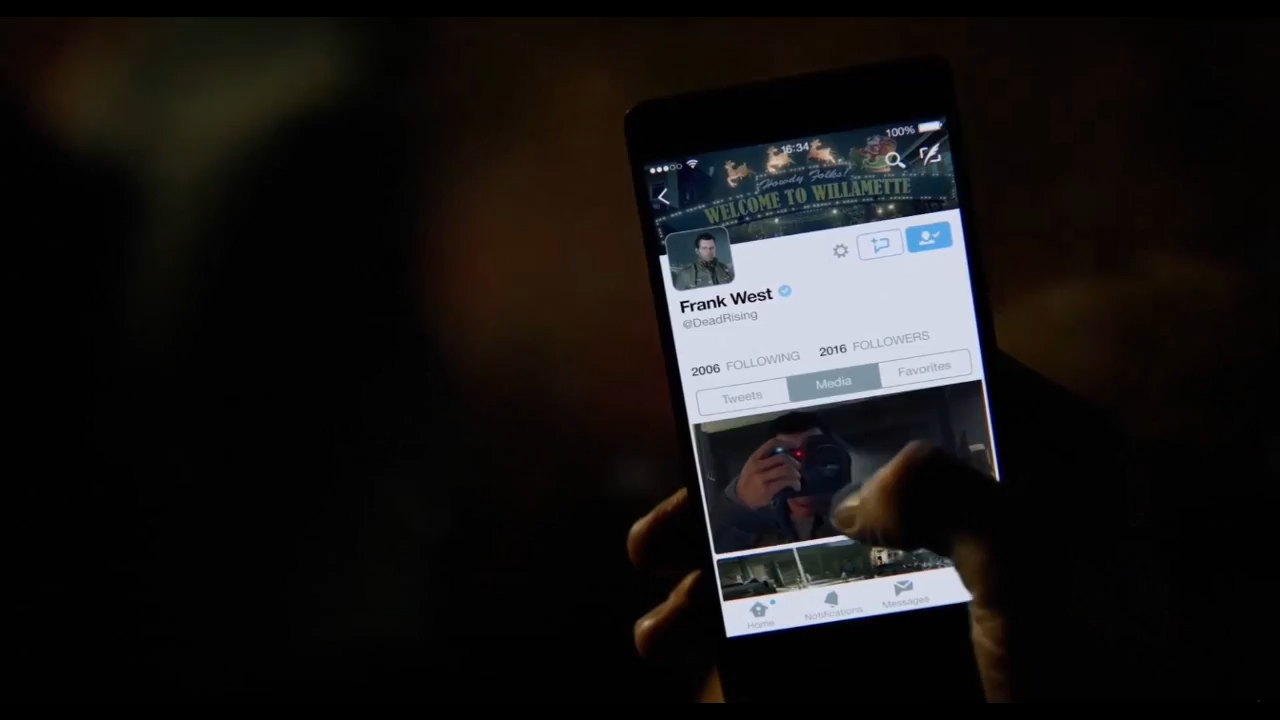 16:34
100%
Howdy Folks!
WELCOME TO WILLAMETTE
Frank West
@DeadRising
2006 FOLLOWING 2016 FOLLOWERS
Tweets Media Favorites
Home Notifications Messages